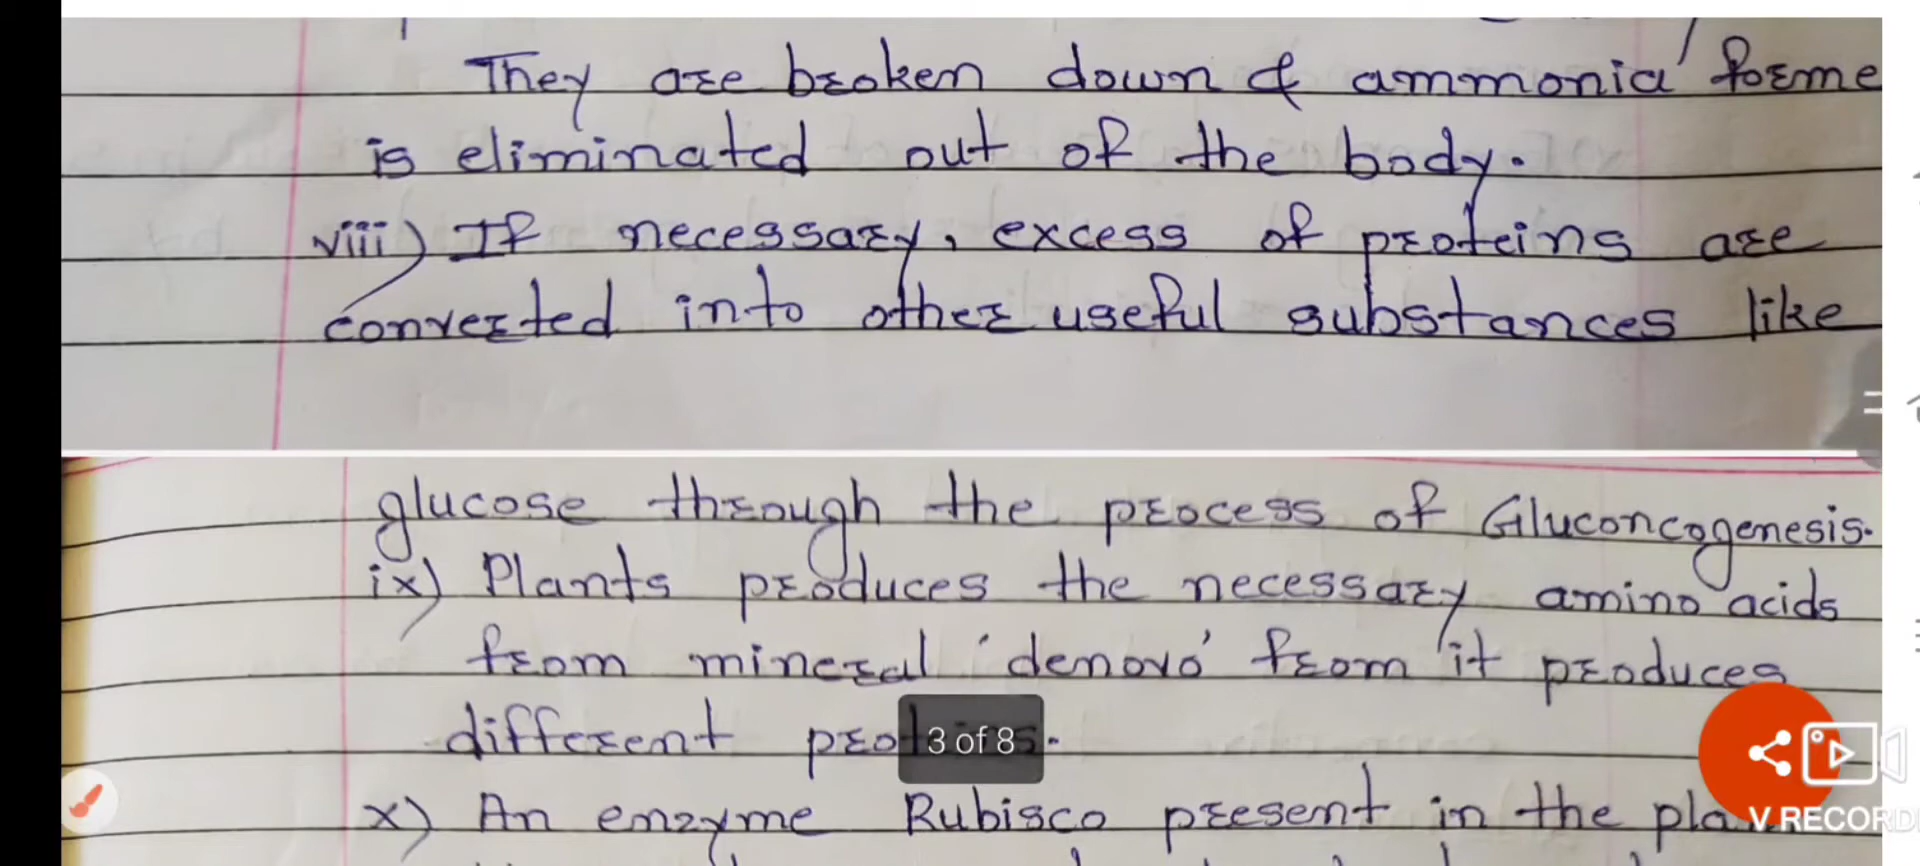 They are broken down & ammonia forme
is eliminated out of the body.
viii) If necessary, excess of proteins are
converted into other useful substances like
glucose through the process of Gluconeogenesis.
ix) Plants produces the necessary amino acids
from mineral 'denovo' from it produces
different proteins.
3 of 8
x) An enzyme Rubisco present in the pla
V RECORD